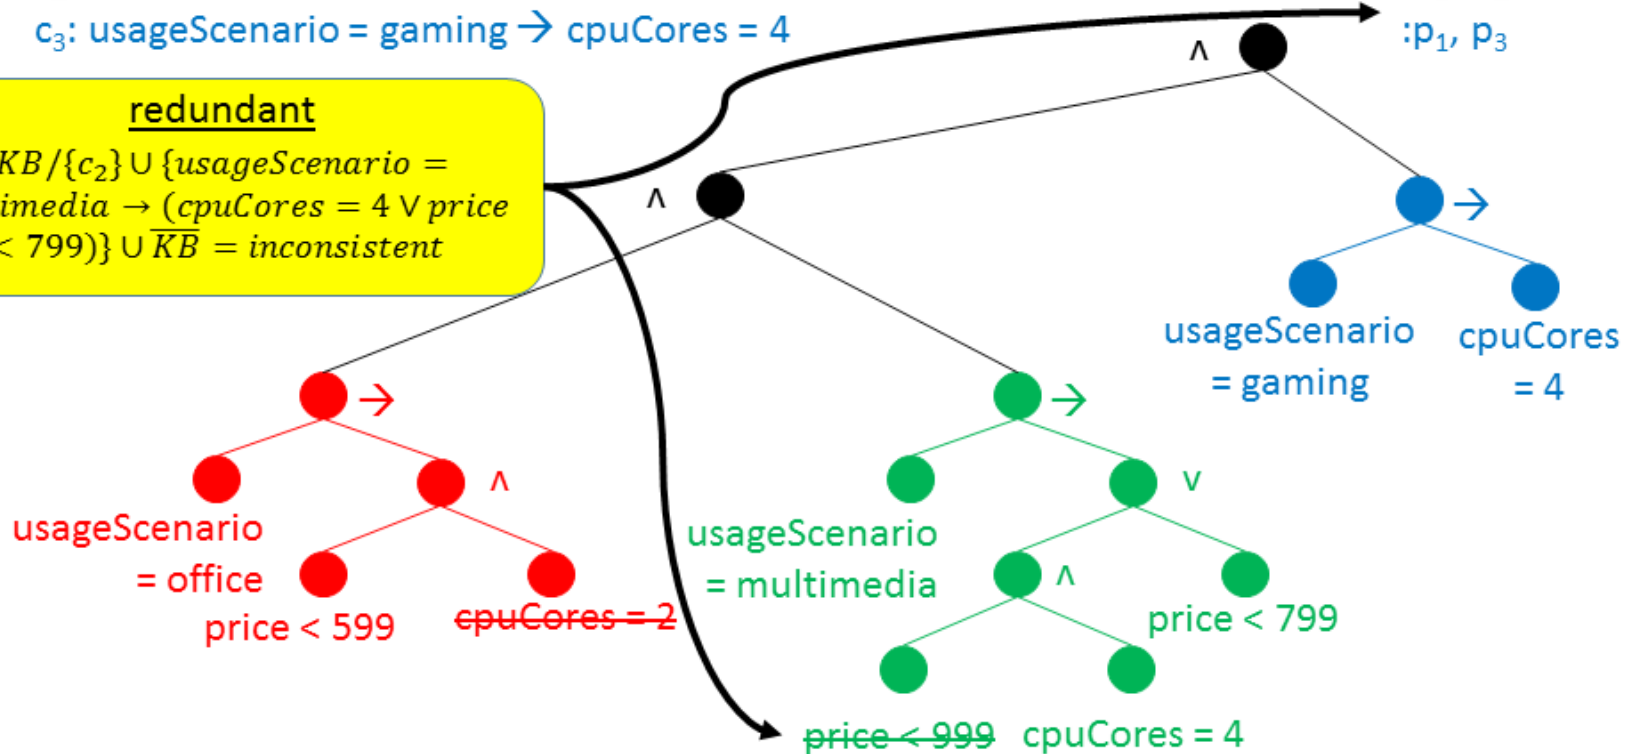 c₃: usageScenario = gaming → cpuCores = 4
:p₁, p₃
∧
redundant
KB/{c₂} ∪ {usageScenario =
imedia → (cpuCores = 4 ∨ price
< 799)} ∪ K̅B̅ = inconsistent
∧
→
usageScenario
= gaming
cpuCores
= 4
→
→
∧
∨
usageScenario
= office
price < 599
cpuCores = 2
usageScenario
= multimedia
∧
price < 799
price < 999
cpuCores = 4